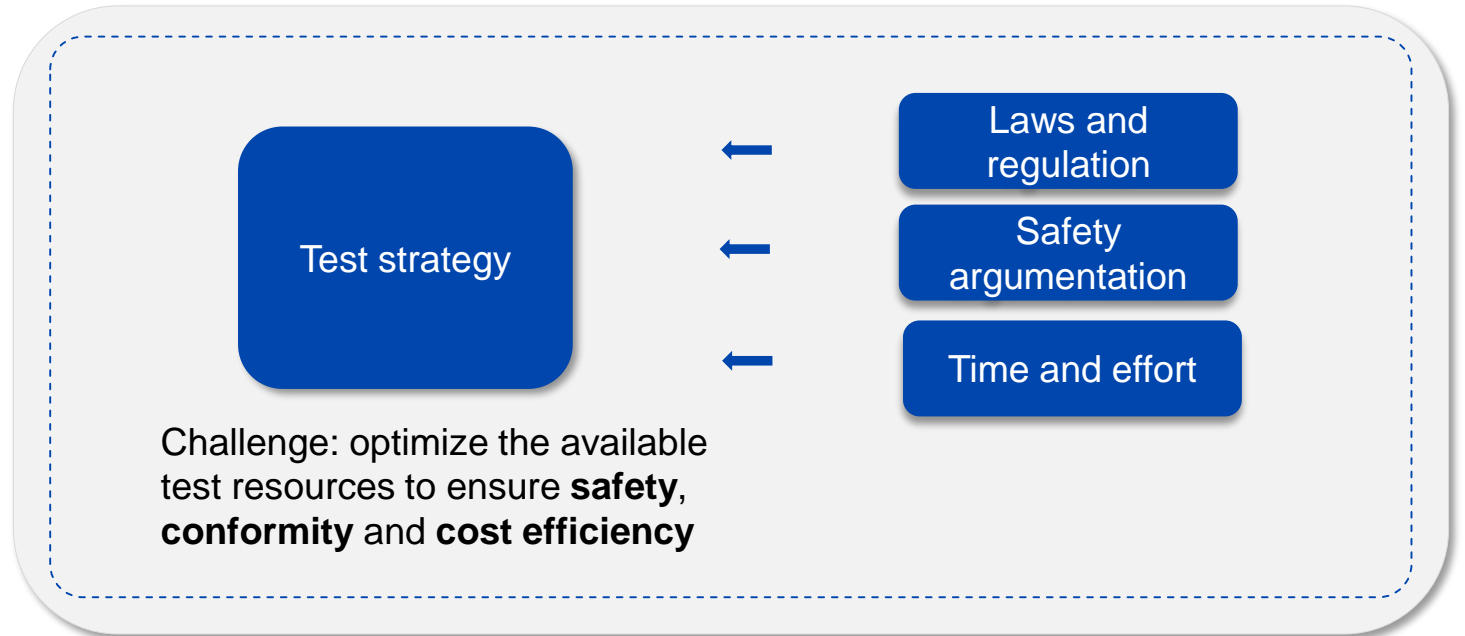 Laws and
regulation
Test strategy
Safety
argumentation
Time and effort
Challenge: optimize the available
test resources to ensure safety,
conformity and cost efficiency